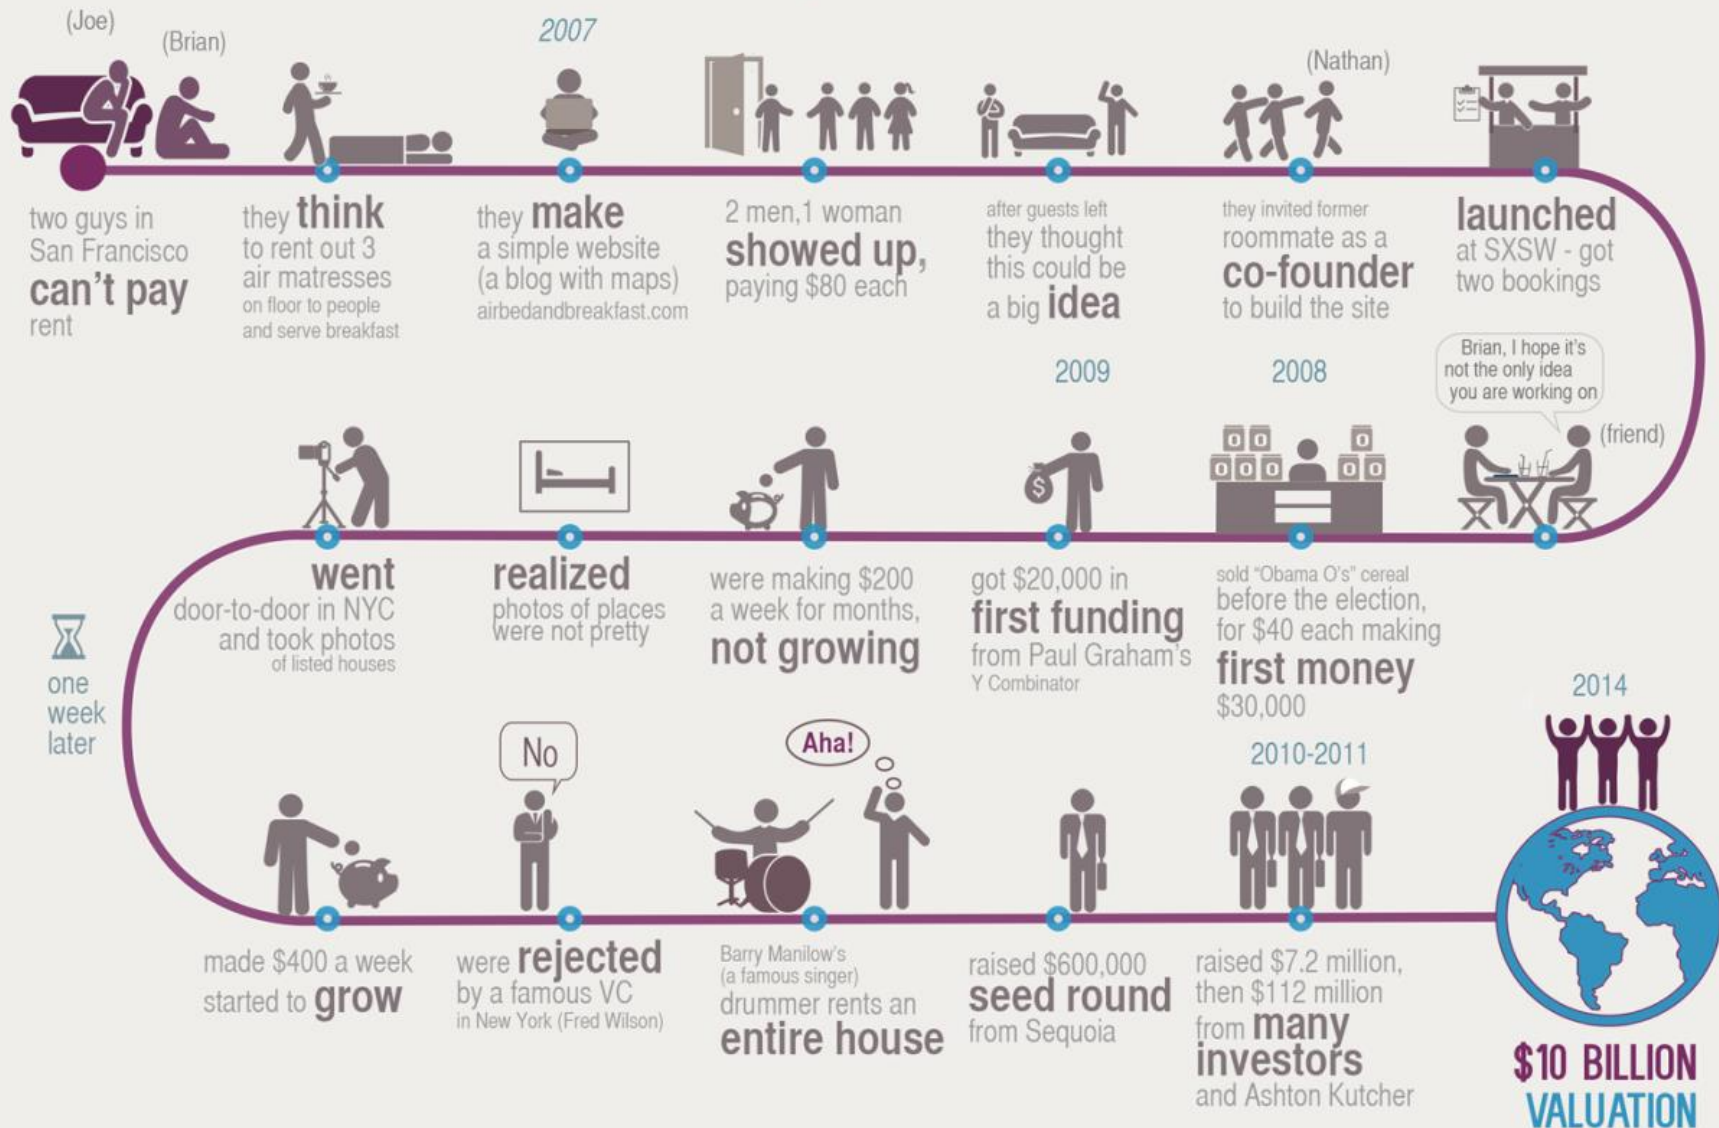 (Joe)
(Brian)
two guys in
San Francisco
can't pay
rent
they think
to rent out 3
air matresses
on floor to people
and serve breakfast
2007
they make
a simple website
(a blog with maps)
airbedandbreakfast.com
2 men,1 woman
showed up,
paying $80 each
after guests left
they thought
this could be
a big idea
(Nathan)
they invited former
roommate as a
co-founder
to build the site
launched
at SXSW - got
two bookings
Brian, I hope it's
not the only idea
you are working on
(friend)
2008
0 0 0
0 0 0 0 0
sold "Obama O's" cereal
before the election,
for $40 each making
first money
$30,000
2009
$
got $20,000 in
first funding
from Paul Graham's
Y Combinator
were making $200
a week for months,
not growing
realized
photos of places
were not pretty
went
door-to-door in NYC
and took photos
of listed houses
one
week
later
made $400 a week
started to grow
No
were rejected
by a famous VC
in New York (Fred Wilson)
Aha!
Barry Manilow's
(a famous singer)
drummer rents an
entire house
raised $600,000
seed round
from Sequoia
2010-2011
raised $7.2 million,
then $112 million
from many
investors
and Ashton Kutcher
2014
$10 BILLION
VALUATION